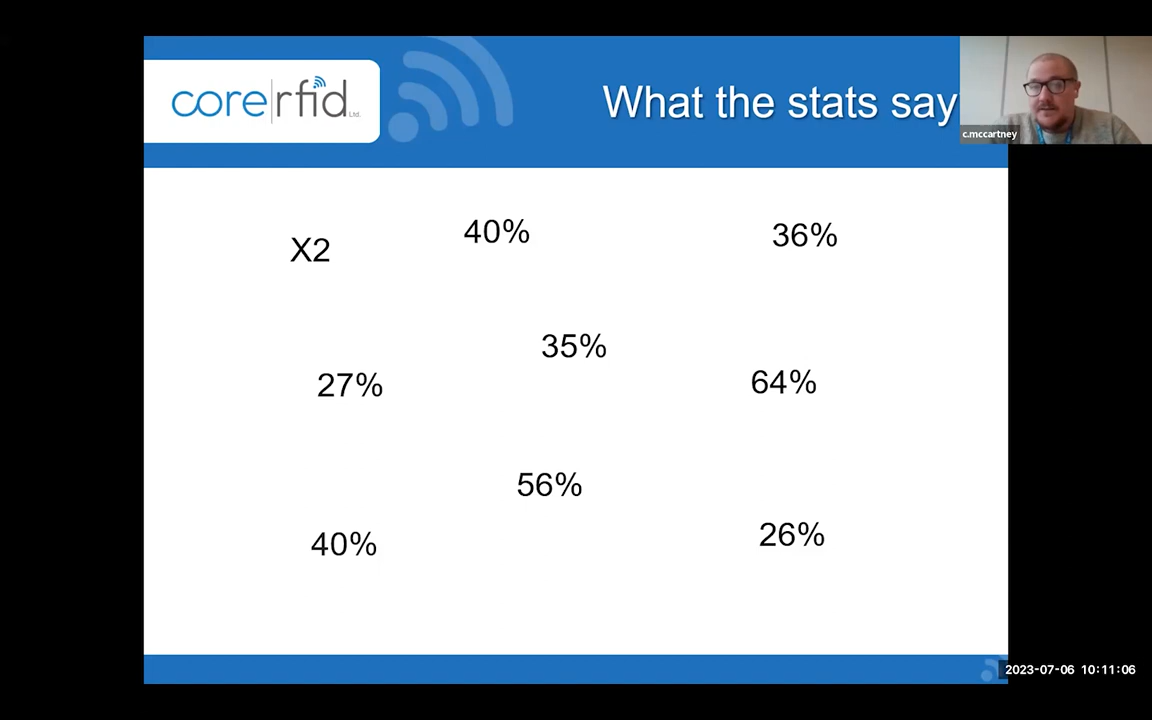 core rfid Ltd.
What the stats say
c.mccartney
X2
40%
36%
35%
27%
64%
56%
40%
26%
2023-07-06 10:11:06